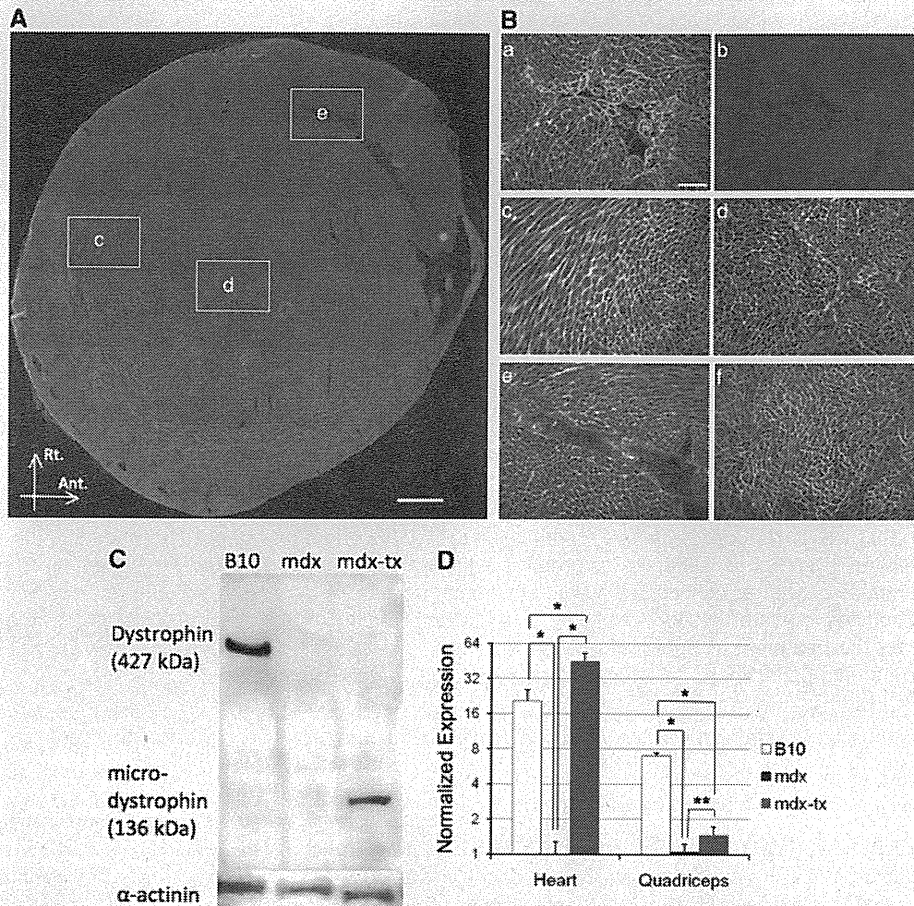 A
e
c
d
Rt.
Ant.
B
a
b
c
d
e
f
C
B10 mdx mdx-tx
Dystrophin
(427 kDa)
micro-
dystrophin
(136 kDa)
α-actinin
D
Normalized Expression
64
32
16
8
4
2
1
*
*
*
*
*
**
Heart Quadriceps
B10
mdx
mdx-tx